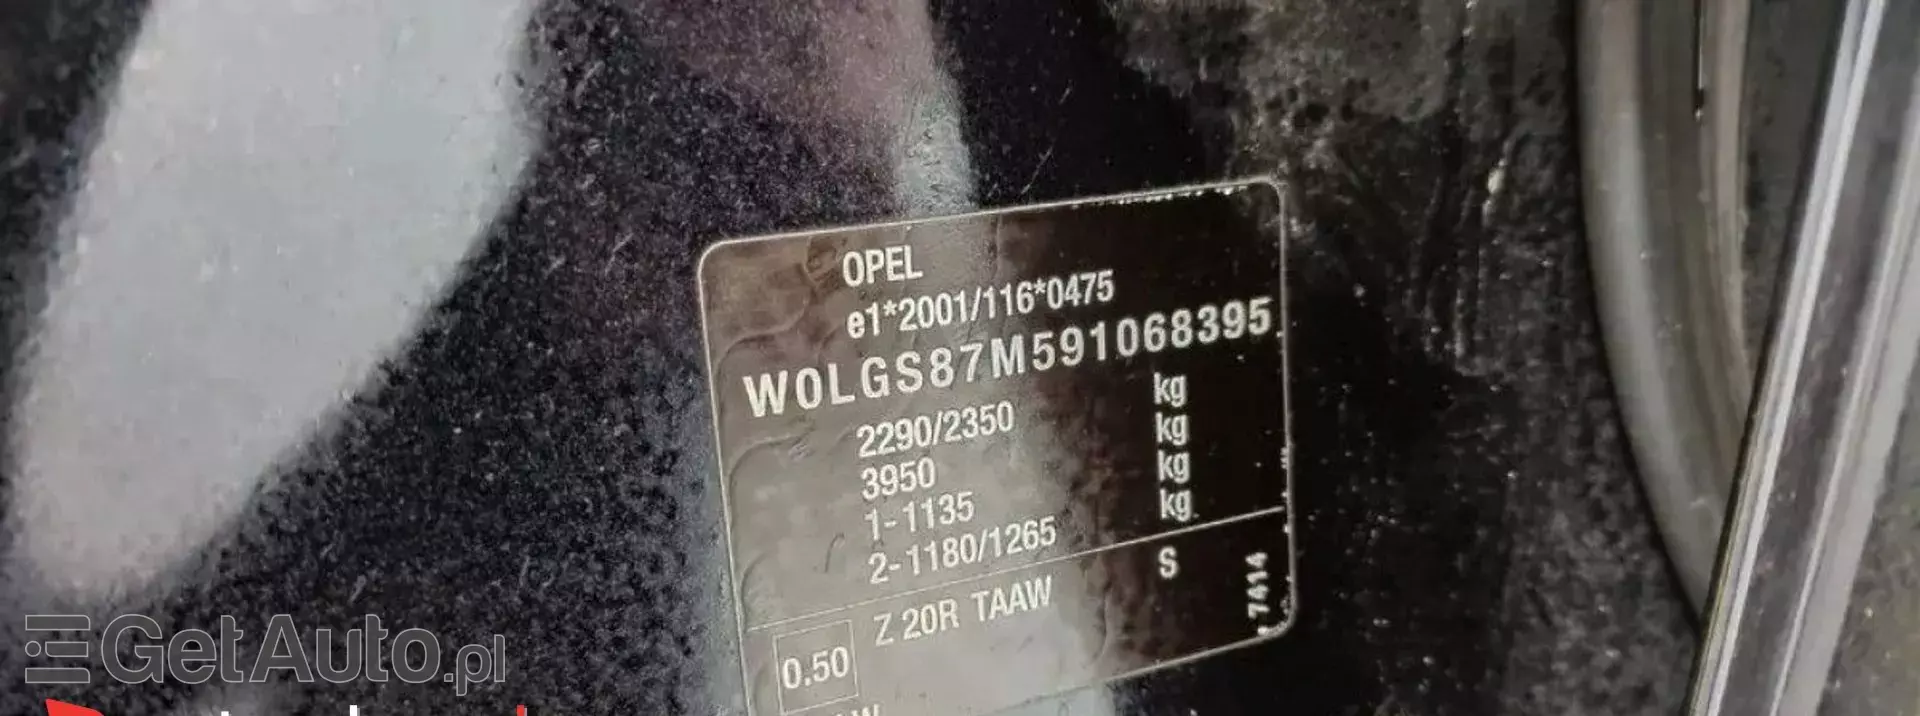 OPEL
e1*2001/116*0475
W0LGS87M591068395
2290/2350 kg
3950 kg
1-1135 kg
2-1180/1265 kg
Z 20R TAAW S
7414
0.50
GetAuto.pl